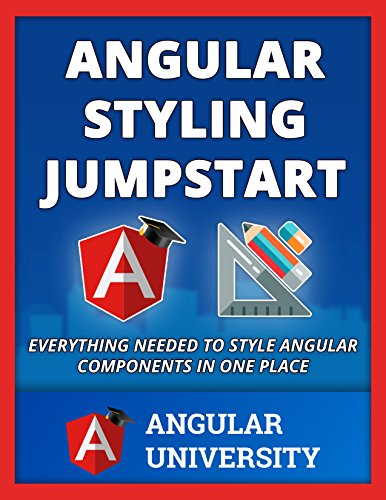 ANGULAR
STYLING
JUMPSTART
A
EVERYTHING NEEDED TO STYLE ANGULAR
COMPONENTS IN ONE PLACE
A
ANGULAR
UNIVERSITY